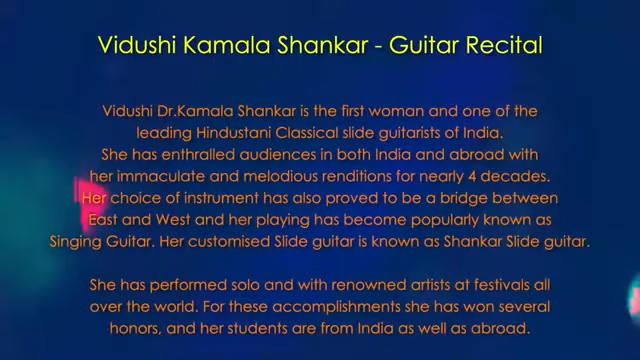 Vidushi Kamala Shankar - Guitar Recital
Vidushi Dr.Kamala Shankar is the first woman and one of the
leading Hindustani Classical slide guitarists of India.
She has enthralled audiences in both India and abroad with
her immaculate and melodious renditions for nearly 4 decades.
Her choice of instrument has also proved to be a bridge between
East and West and her playing has become popularly known as
Singing Guitar. Her customised Slide guitar is known as Shankar Slide guitar.
She has performed solo and with renowned artists at festivals all
over the world. For these accomplishments she has won several
honors, and her students are from India as well as abroad.